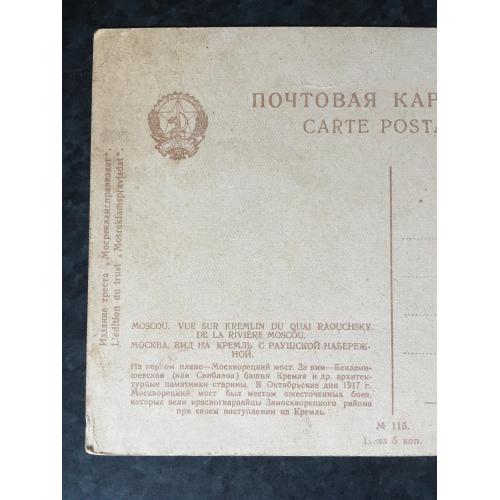 ПОЧТОВАЯ КАР
CARTE POSTA
Издание треста „Мосрекламсправиздат“.
L'édition du trust „Mosreklamspravisdat“.
MOSCOU. VUE SUR KREMLIN DU QUAI RAOUCHSKY.
DE LA RIVIÈRE MOSCOU.
МОСКВА. ВИД НА КРЕМЛЬ С РАУШСКОЙ НАБЕРЕЖ-
НОЙ.
На первом плане—Москворецкий мост. За ним—Беклеми-
шевская (или Свиблова) башня Кремля и др. архитек-
турные памятники старины. В Октябрьские дни 1917 г.
Москворецкий мост был местом ожесточенных боев,
которые вели красногвардейцы Замоскворецкого района
при своем наступлении на Кремль.
№ 115.
Цена 5 коп.